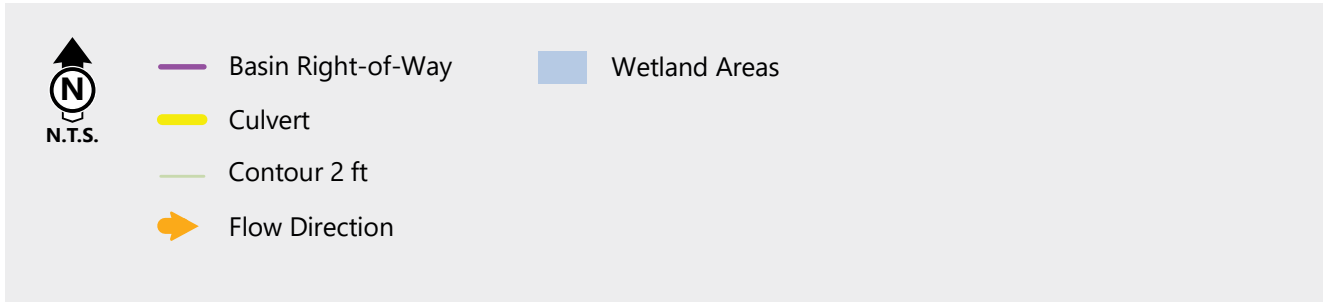 N
N.T.S.
Basin Right-of-Way
Culvert
Contour 2 ft
Flow Direction
Wetland Areas